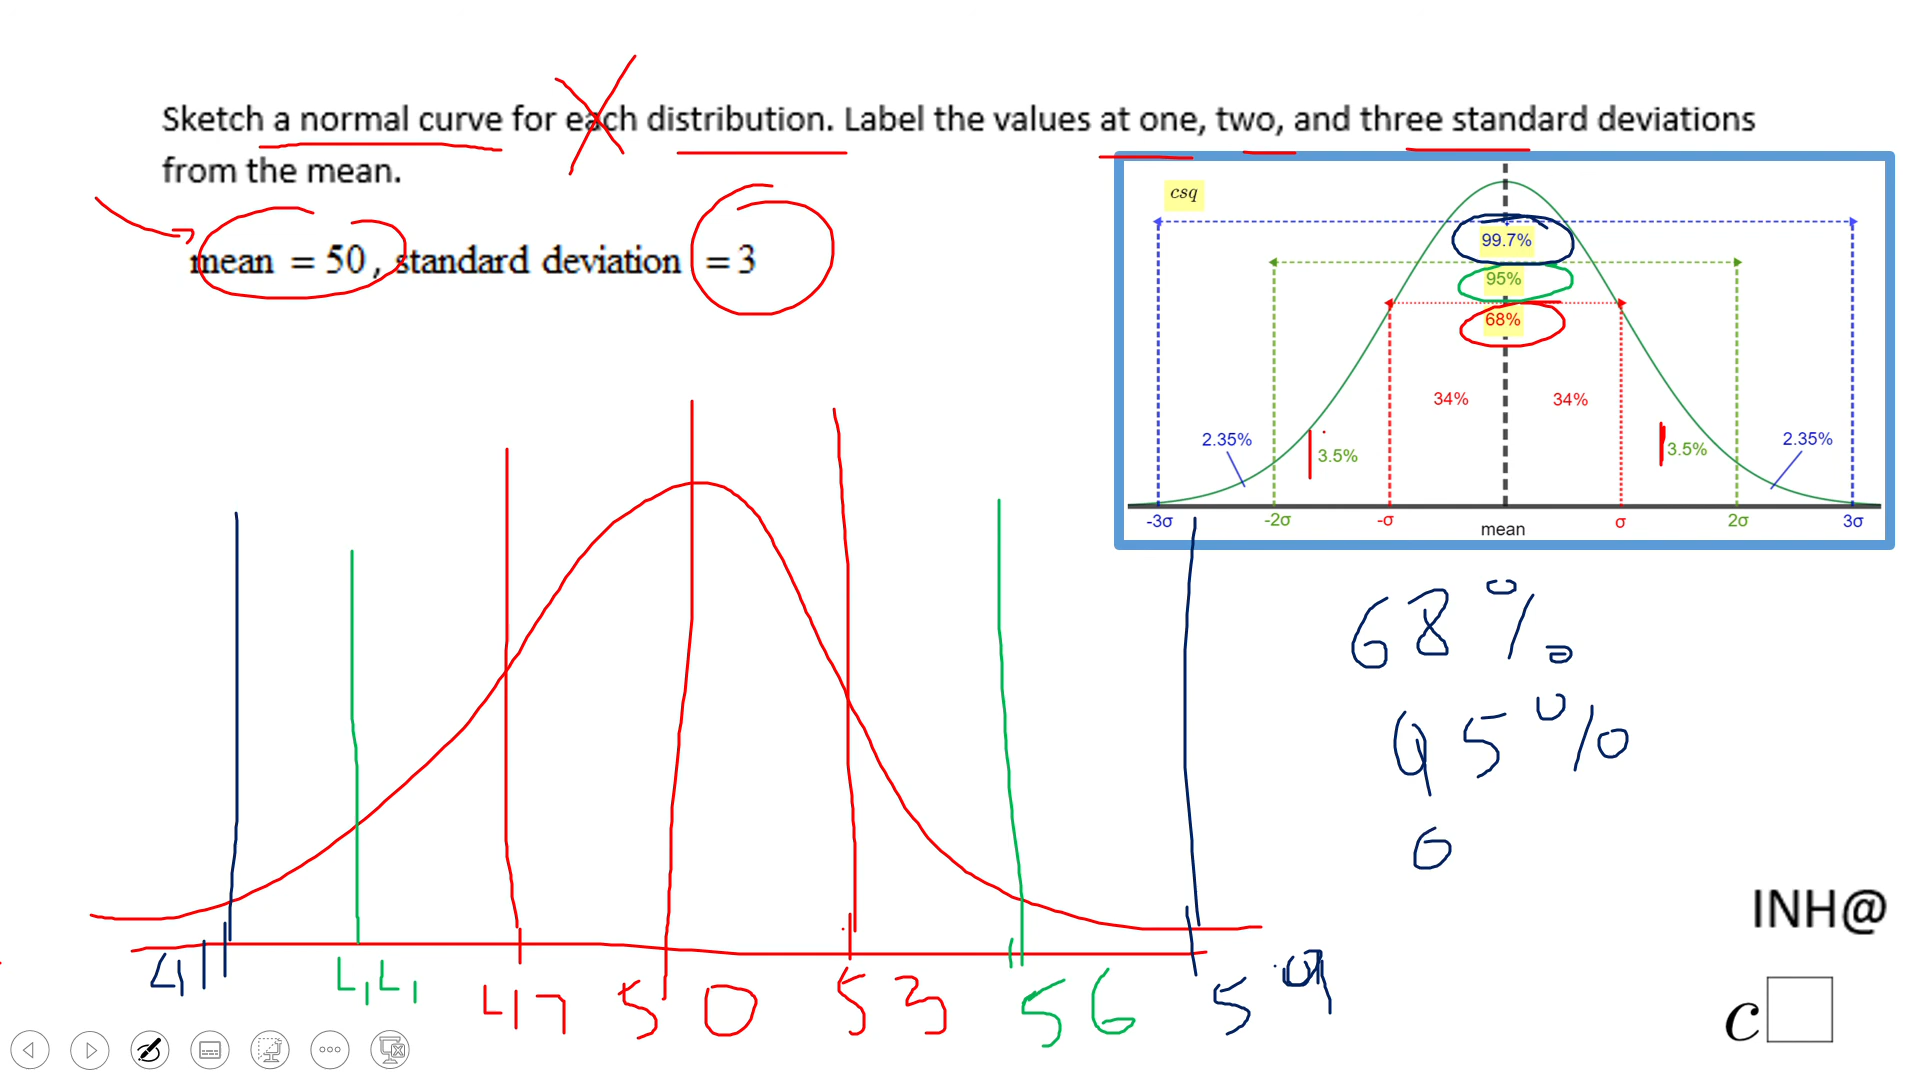 Sketch a normal curve for each distribution. Label the values at one, two, and three standard deviations
from the mean.
mean = 50, standard deviation = 3
csq
99.7%
95%
68%
34% 34%
2.35% 13.5% 13.5% 2.35%
-3σ -2σ -σ mean σ 2σ 3σ
68%
95%
41 44 47 50 53 56 59
INH@
c